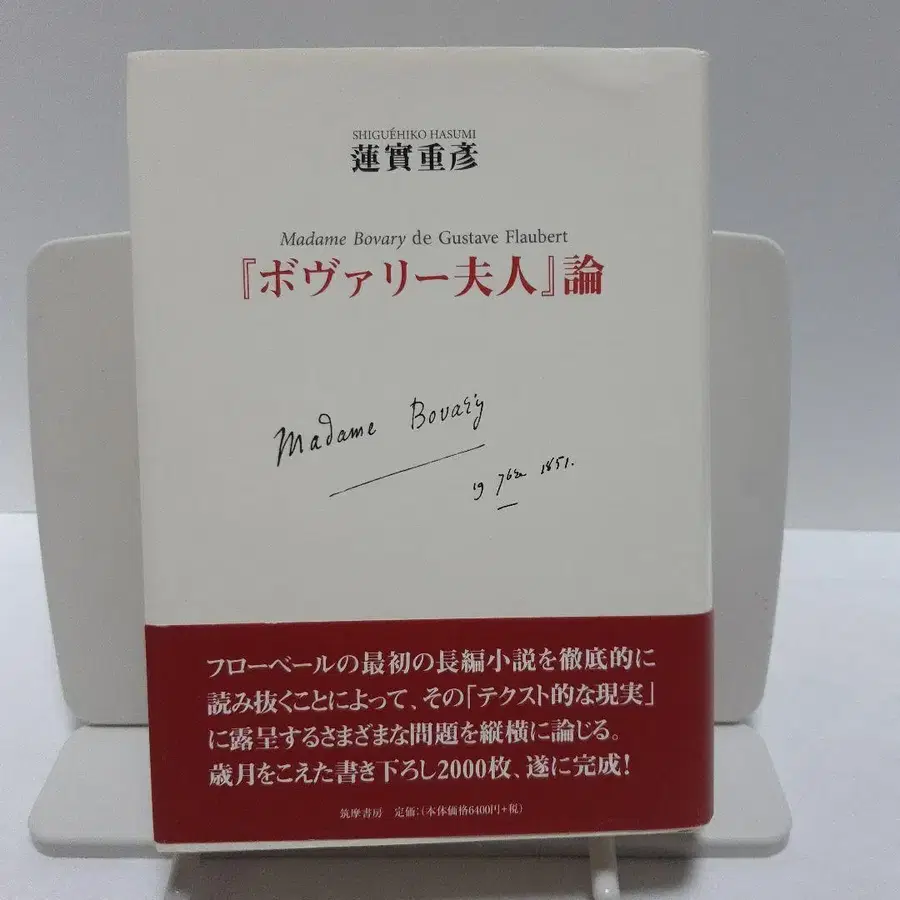 SHIGUÉHIKO HASUMI
蓮實重彥
Madame Bovary de Gustave Flaubert
『ボヴァリー夫人』論
Madame Bovary
19 7bre 1851.
フローベールの最初の長編小説を徹底的に
読み抜くことによって、その「テクスト的な現実」
に露呈するさまざまな問題を縦横に論じる。
歳月をこえた書き下ろし2000枚、遂に完成!
筑摩書房 定価:(本体価格6400円+税)